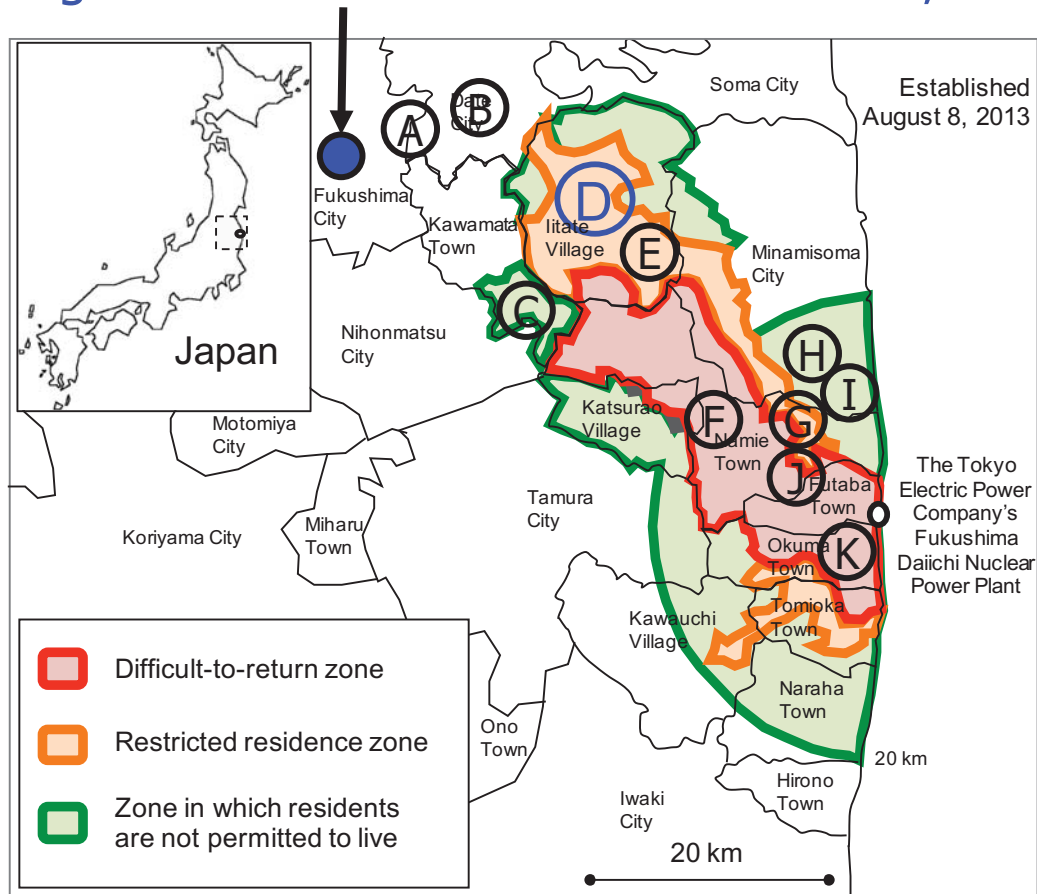 Soma City
Established
August 8, 2013
A
B
Date
City
Fukushima
City
Kawamata
Town
D
Iitate
Village
E
Minamisoma
City
C
Nihonmatsu
City
Japan
H
I
Katsurao
Village
F
G
Namie
Town
Motomiya
City
J
Futaba
Town
The Tokyo
Electric Power
Company's
Fukushima
Daiichi Nuclear
Power Plant
Tamura
City
Koriyama City
Miharu
Town
Okuma
Town
K
Tomioka
Town
Kawauchi
Village
Difficult-to-return zone
Naraha
Town
Restricted residence zone
Ono
Town
20 km
Hirono
Town
Zone in which residents
are not permitted to live
Iwaki
City
20 km